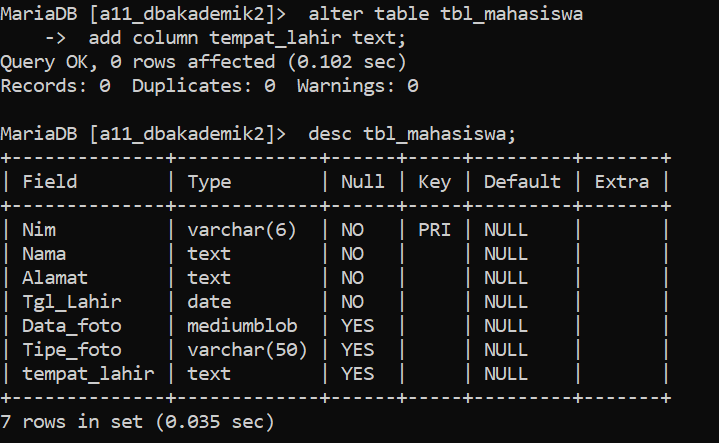 MariaDB [a11_dbakademik2]>  alter table tbl_mahasiswa
    ->  add column tempat_lahir text;
Query OK, 0 rows affected (0.102 sec)
Records: 0  Duplicates: 0  Warnings: 0

MariaDB [a11_dbakademik2]>  desc tbl_mahasiswa;
+--------------+-------------+------+-----+---------+-------+
| Field        | Type        | Null | Key | Default | Extra |
+--------------+-------------+------+-----+---------+-------+
| Nim          | varchar(6)  | NO   | PRI | NULL    |       |
| Nama         | text        | NO   |     | NULL    |       |
| Alamat       | text        | NO   |     | NULL    |       |
| Tgl_Lahir    | date        | NO   |     | NULL    |       |
| Data_foto    | mediumblob  | YES  |     | NULL    |       |
| Tipe_foto    | varchar(50) | YES  |     | NULL    |       |
| tempat_lahir | text        | YES  |     | NULL    |       |
+--------------+-------------+------+-----+---------+-------+
7 rows in set (0.035 sec)